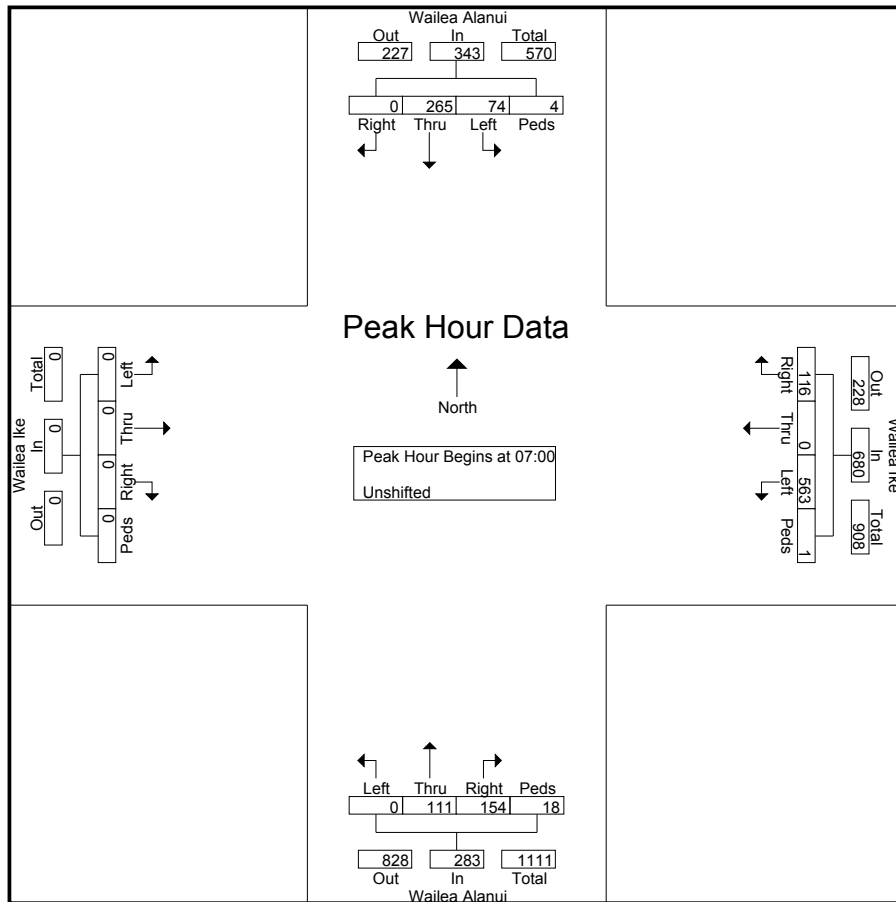 Wailea Alanui
Out In Total
227 343 570
0 265 74 4
Right Thru Left Peds
Peak Hour Data
North
Peak Hour Begins at 07:00
Unshifted
Wailea Ike
Total In Out
0 0 0
0 0 0 0
Left Thru Right Peds
Right Thru Left Peds
116 0 563 1
Out In Total
228 680 908
Wailea Ike
Left Thru Right Peds
0 111 154 18
828 283 1111
Out In Total
Wailea Alanui